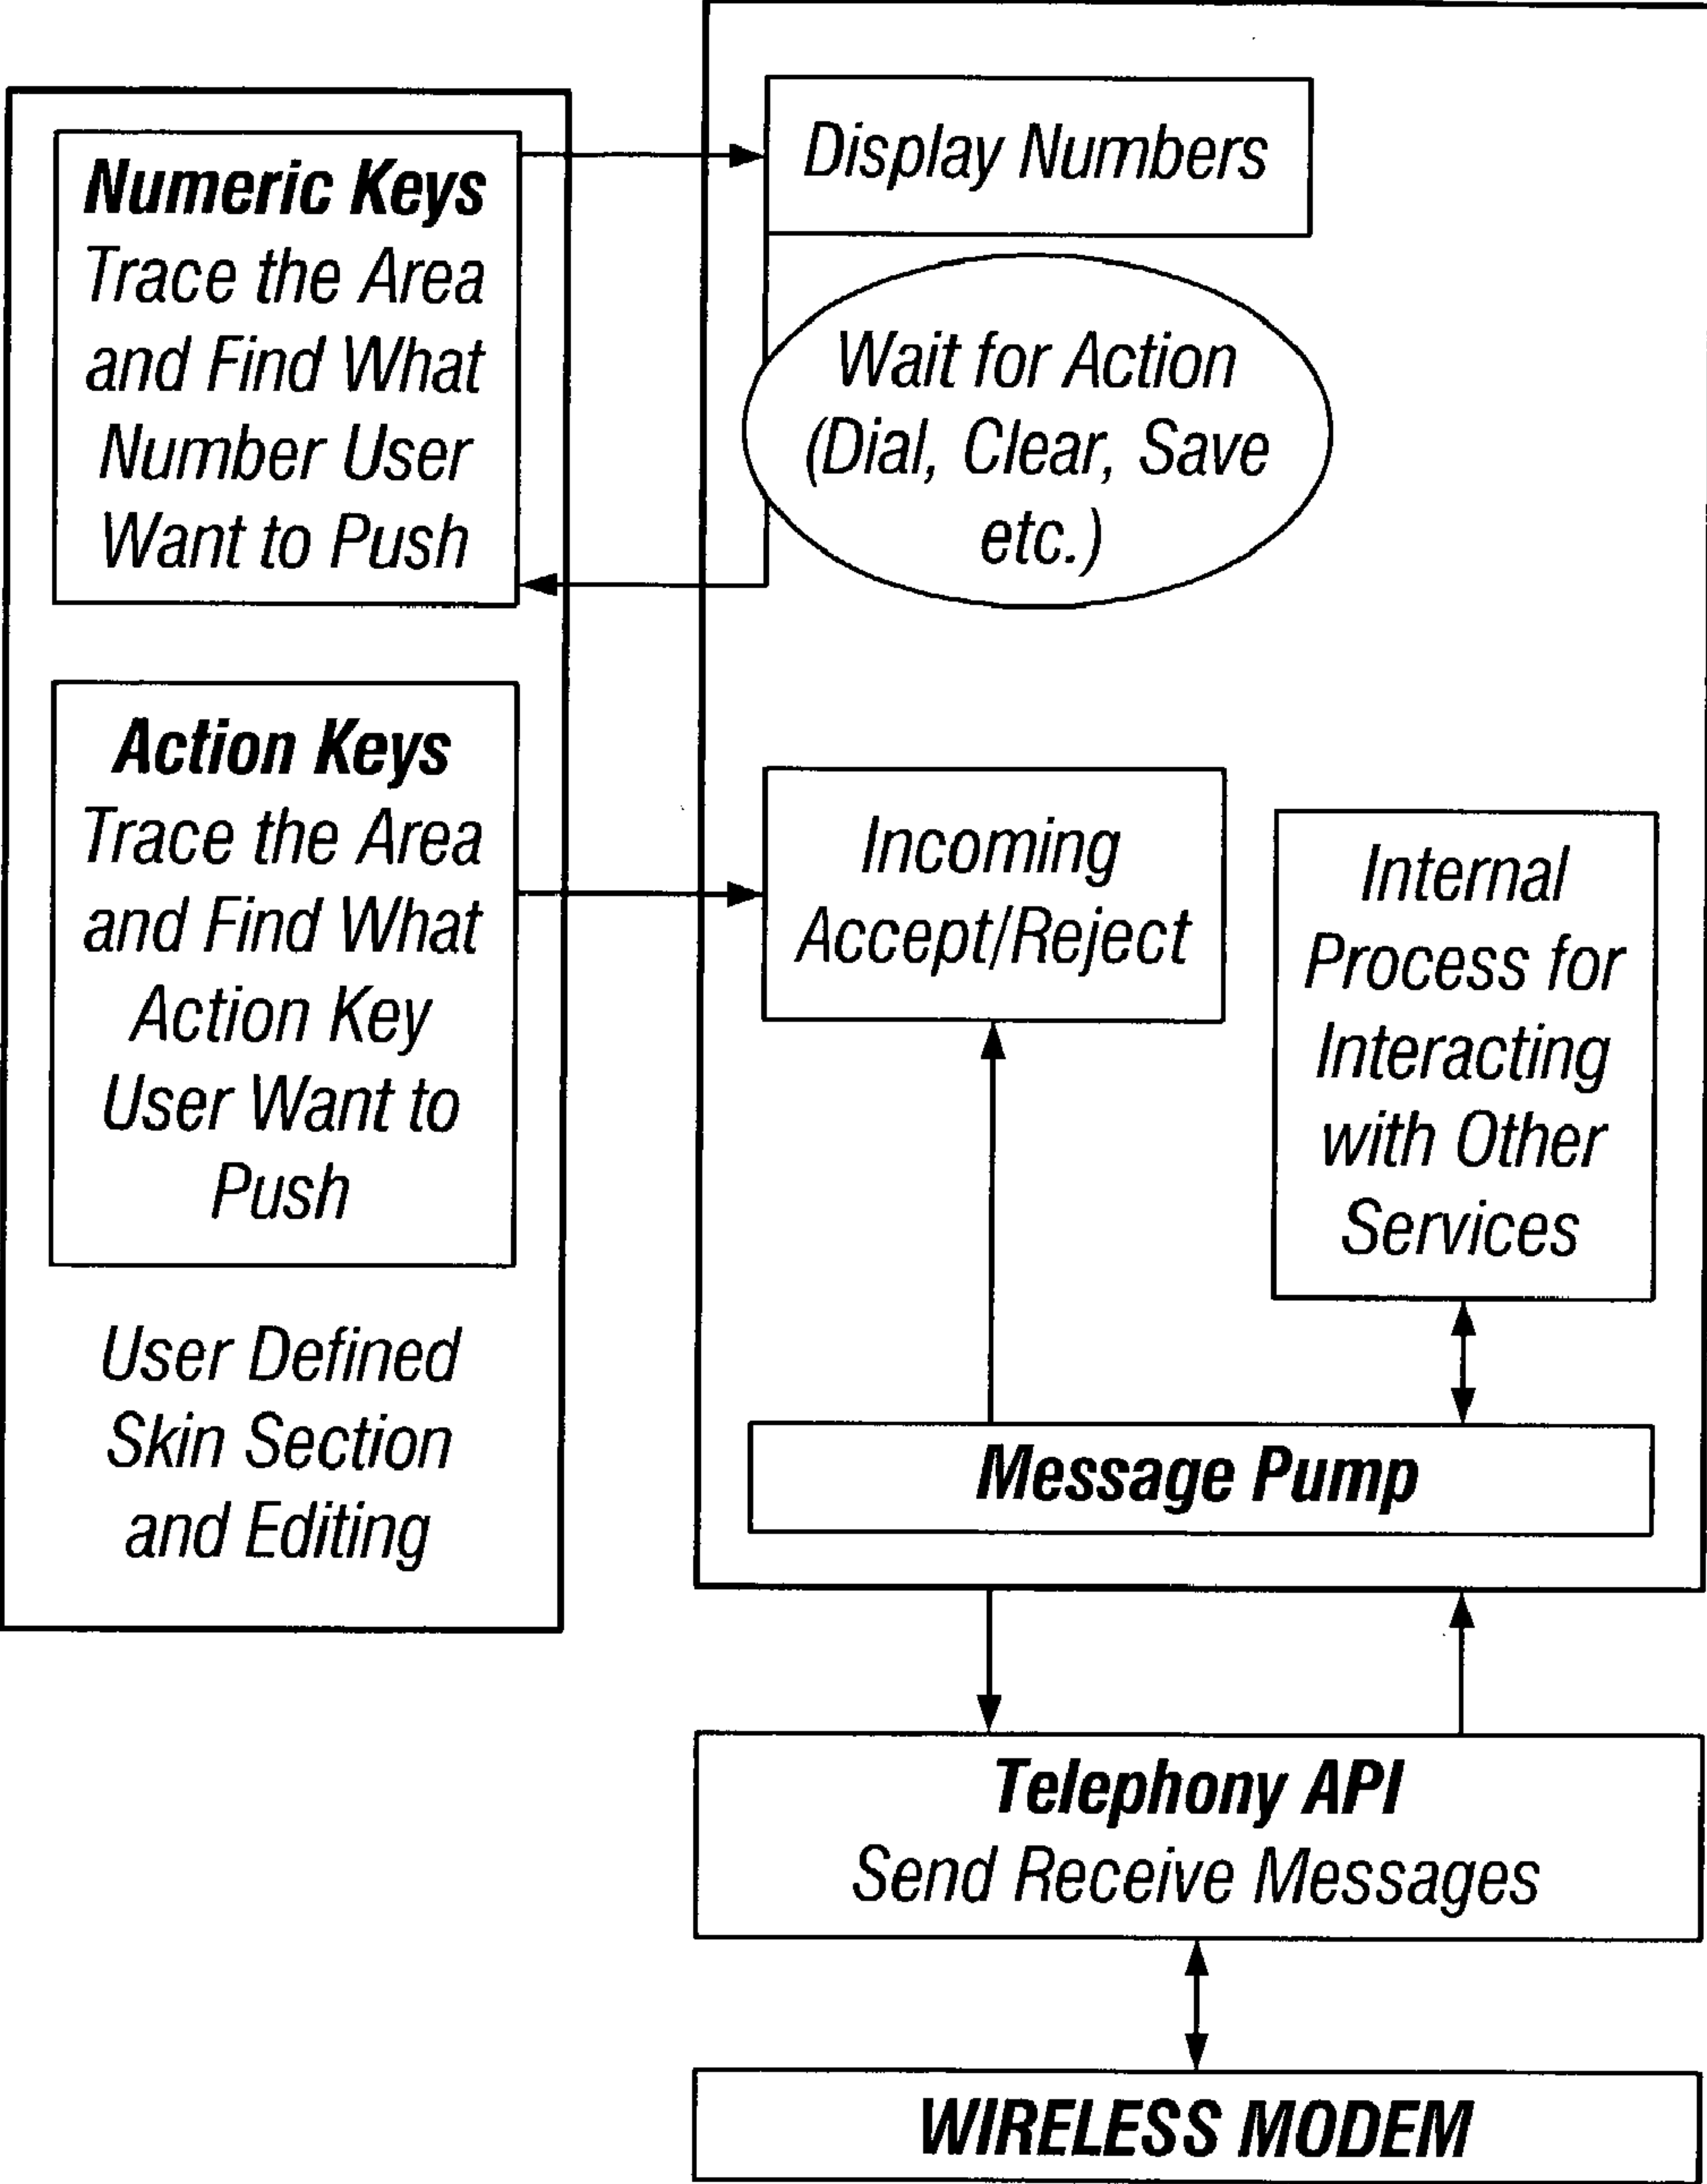 Numeric Keys
Trace the Area
and Find What
Number User
Want to Push
Action Keys
Trace the Area
and Find What
Action Key
User Want to
Push
User Defined
Skin Section
and Editing
Display Numbers
Wait for Action
(Dial, Clear, Save
etc.)
Incoming
Accept/Reject
Internal
Process for
Interacting
with Other
Services
Message Pump
Telephony API
Send Receive Messages
WIRELESS MODEM